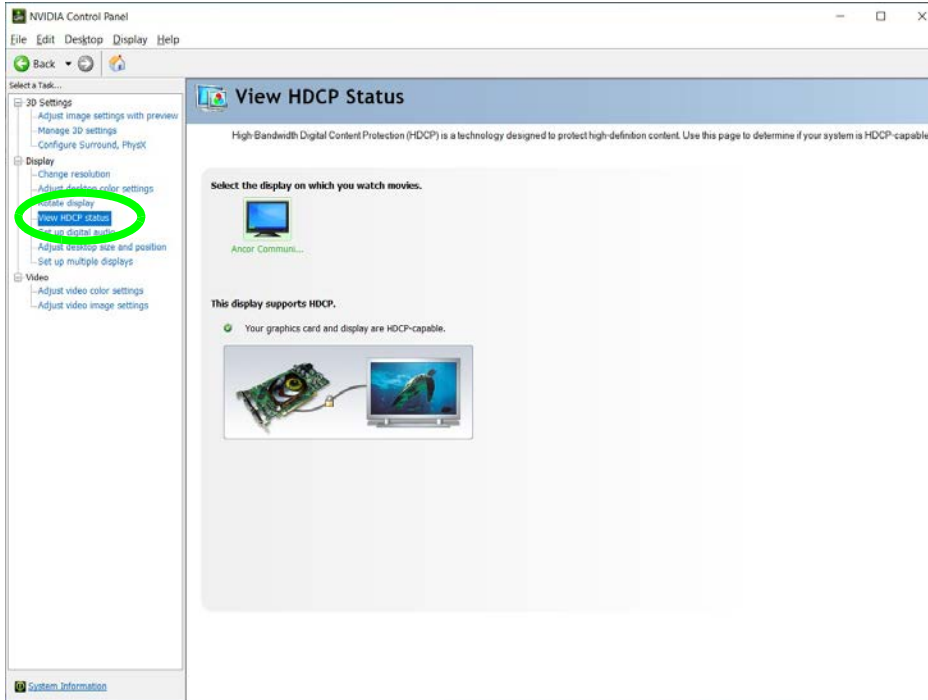 NVIDIA Control Panel
File Edit Desktop Display Help
Back
Select a Task...
3D Settings
Adjust image settings with preview
Manage 3D settings
Configure Surround, PhysX
Display
Change resolution
Adjust desktop color settings
Rotate display
View HDCP status
Set up digital audio
Adjust desktop size and position
Set up multiple displays
Video
Adjust video color settings
Adjust video image settings
System Information
View HDCP Status
High-Bandwidth Digital Content Protection (HDCP) is a technology designed to protect high-definition content. Use this page to determine if your system is HDCP-capable
Select the display on which you watch movies.
Ancor Communi...
This display supports HDCP.
Your graphics card and display are HDCP-capable.